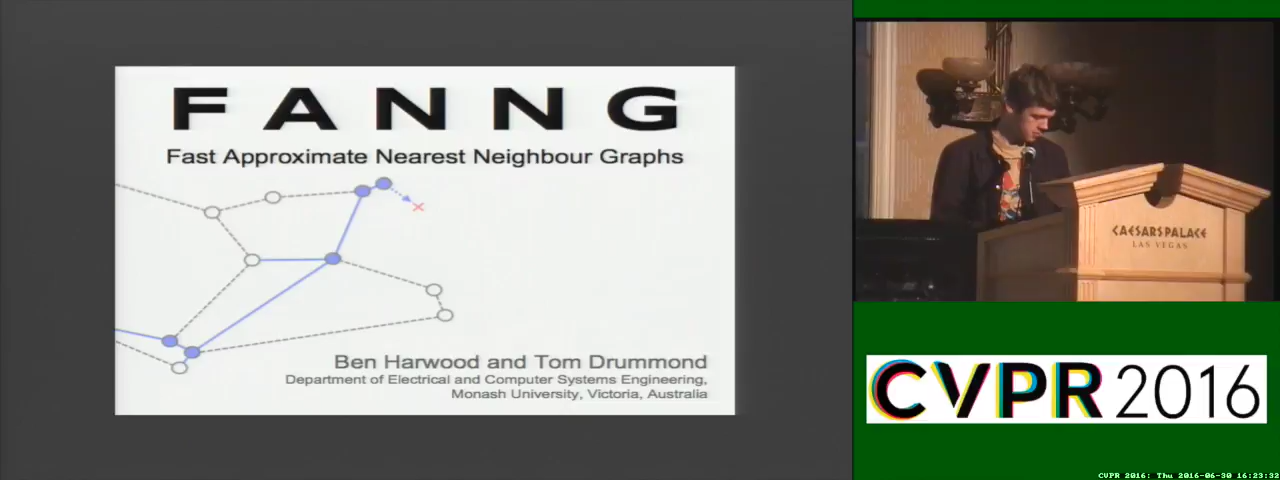 FANNG
Fast Approximate Nearest Neighbour Graphs
Ben Harwood and Tom Drummond
Department of Electrical and Computer Systems Engineering,
Monash University, Victoria, Australia
CAESARS PALACE
LAS VEGAS
CVPR 2016
CVPR 2016: Thu 2016-06-30 16:23:32